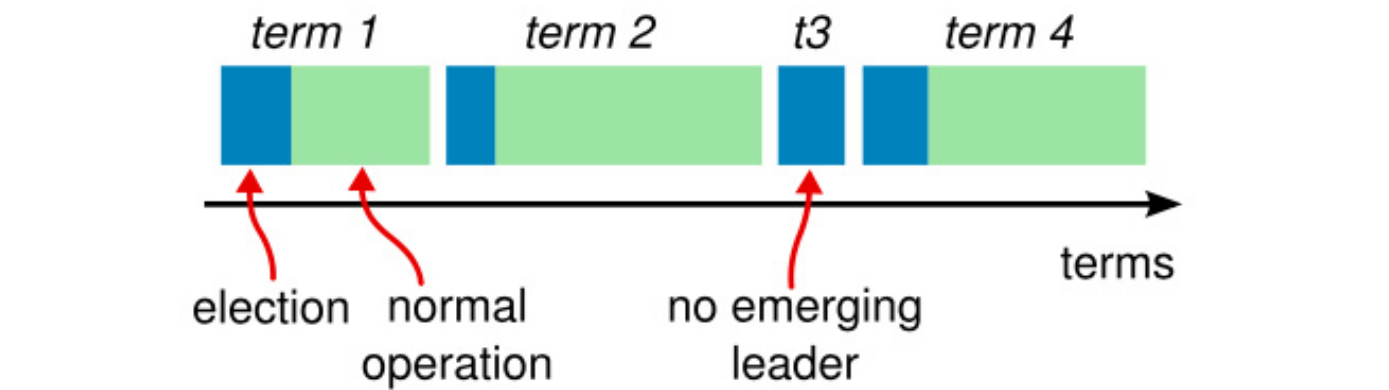 term 1
term 2
t3
term 4
terms
election
normal
operation
no emerging
leader